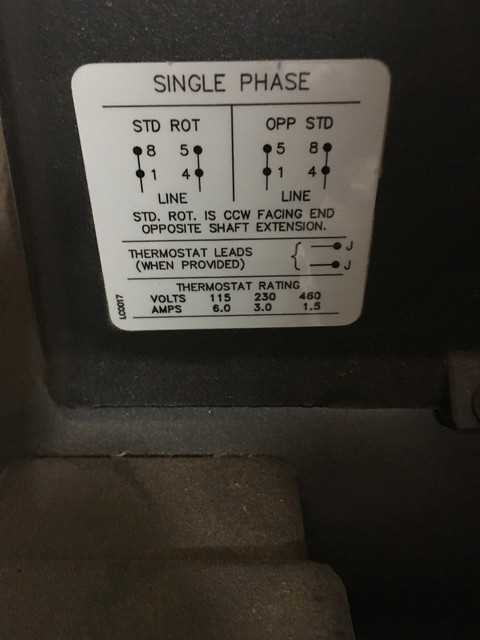 SINGLE PHASE
STD ROT OPP STD
8 5 5 8
1 4 1 4
LINE LINE
STD. ROT. IS CCW FACING END
OPPOSITE SHAFT EXTENSION.
THERMOSTAT LEADS J
(WHEN PROVIDED) J
THERMOSTAT RATING
VOLTS 115 230 460
AMPS 6.0 3.0 1.5
LC0017